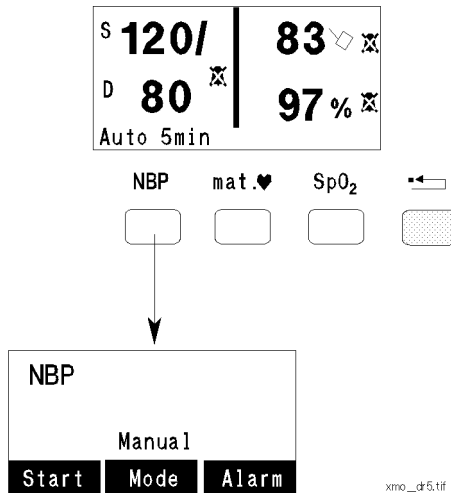 S 120/ 83
D 80 97 %
Auto 5min
NBP mat.♥ SpO₂
NBP
Manual
Start Mode Alarm
xmo_dr5.tif